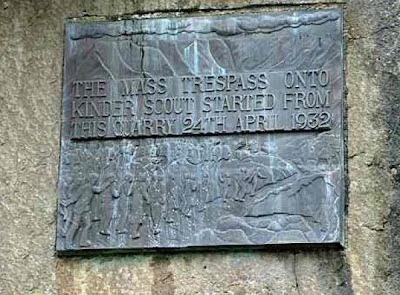 THE MASS TRESPASS ONTO
KINDER SCOUT STARTED FROM
THIS QUARRY 24TH APRIL 1932